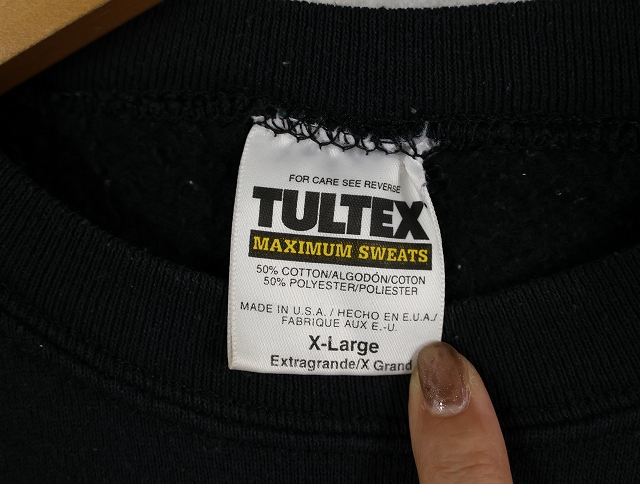 FOR CARE SEE REVERSE
TULTEX
MAXIMUM SWEATS
50% COTTON/ALGODÓN/COTON
50% POLYESTER/POLIESTER
MADE IN U.S.A. / HECHO EN E.U.A./
FABRIQUE AUX E.-U.
X-Large
Extragrande/X Grand